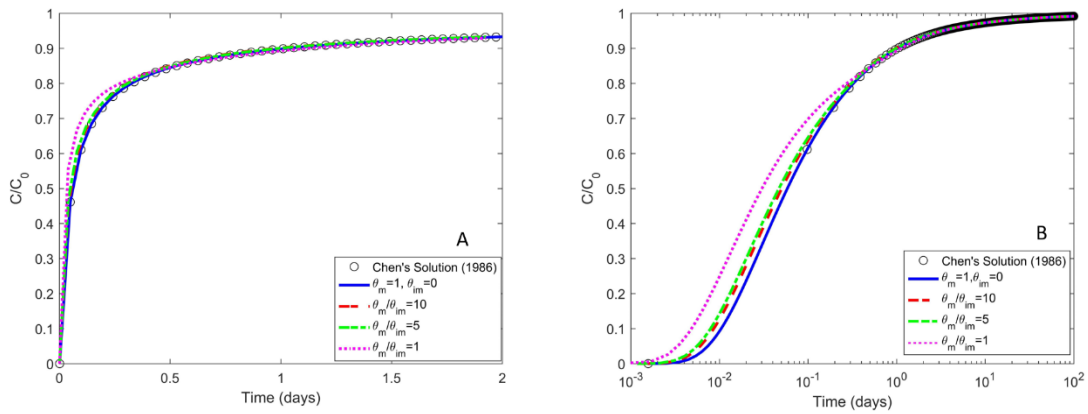 1
0.9
0.8
0.7
0.6
0.5
0.4
0.3
0.2
0.1
0
C/C0
0 0.5 1 1.5 2
Time (days)
A
Chen's Solution (1986)
θm=1, θim=0
θm/θim=10
θm/θim=5
θm/θim=1
1
0.9
0.8
0.7
0.6
0.5
0.4
0.3
0.2
0.1
0
C/C0
10-3 10-2 10-1 100 101 102
Time (days)
B
Chen's Solution (1986)
θm=1,θim=0
θm/θim=10
θm/θim=5
θm/θim=1